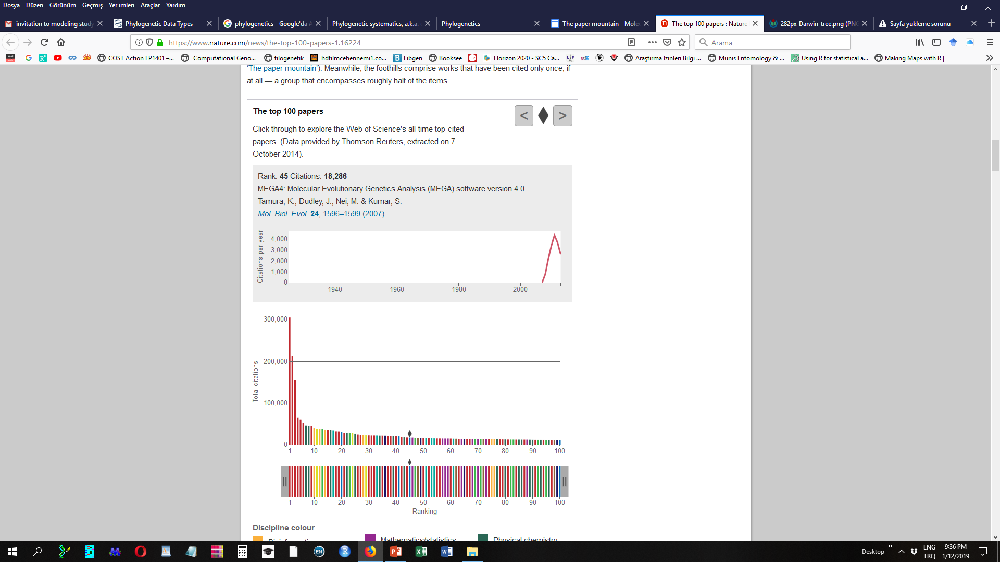 Dosya Düzen Görünüm Geçmiş Yer imleri Araçlar Yardım
invitation to modeling study
Phylogenetic Data Types
phylogenetics - Google'da A
Phylogenetic systematics, a.k.a.
Phylogenetics
The paper mountain - Mole
The top 100 papers : Nature
282px-Darwin_tree.png (PNG
Sayfa yükleme sorunu
https://www.nature.com/news/the-top-100-papers-1.16224
Arama
COST Action FP1401 –...
Computational Geno...
filogenetik
hdfilmcehennemi1.co...
Libgen
Booksee
Horizon 2020 - SC5 Ca...
edX
Araştırma İzinleri Bilgi ...
Munis Entomology & ...
Using R for statistical a...
Making Maps with R |
‘The paper mountain’). Meanwhile, the foothills comprise works that have been cited only once, if
at all — a group that encompasses roughly half of the items.
The top 100 papers
< >
Click through to explore the Web of Science's all-time top-cited
papers. (Data provided by Thomson Reuters, extracted on 7
October 2014).
Rank: 45 Citations: 18,286
MEGA4: Molecular Evolutionary Genetics Analysis (MEGA) software version 4.0.
Tamura, K., Dudley, J., Nei, M. & Kumar, S.
Mol. Biol. Evol. 24, 1596–1599 (2007).
Citations per year
4,000
3,000
2,000
1,000
0
1940 1960 1980 2000
Total citations
300,000
200,000
100,000
0
1 10 20 30 40 50 60 70 80 90 100
1 10 20 30 40 50 60 70 80 90 100
Ranking
Discipline colour
Mathematics/statistics
Physical chemistry
Desktop
ENG
TRQ
9:36 PM
1/12/2019